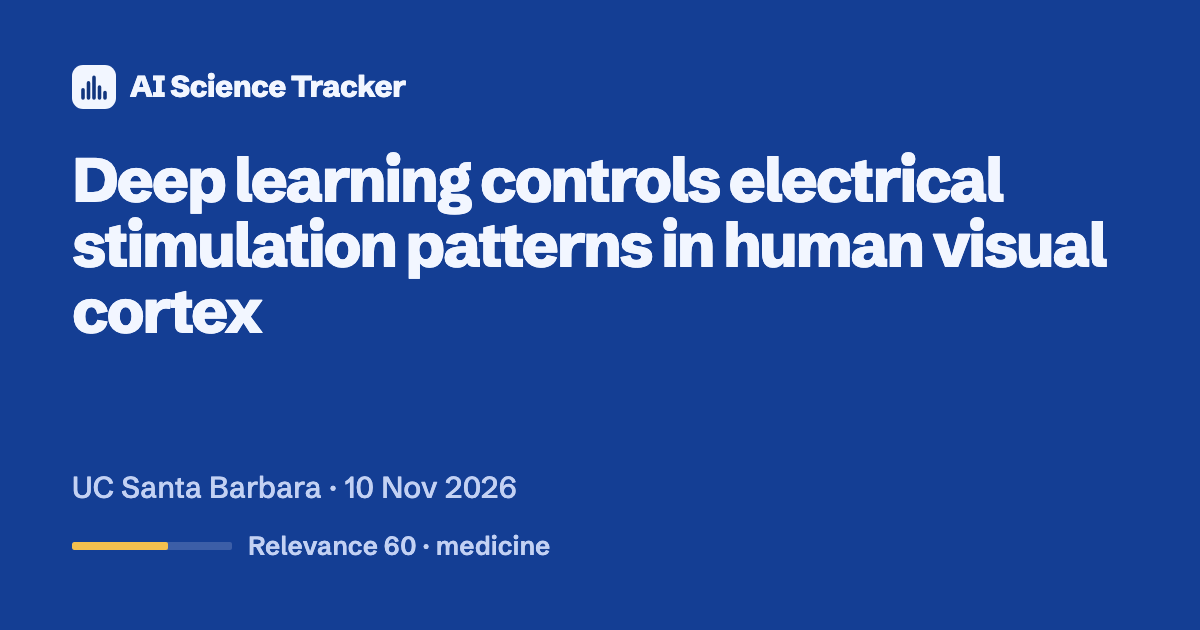 AI Science Tracker
Deep learning controls electrical
stimulation patterns in human visual
cortex
UC Santa Barbara · 10 Nov 2026
Relevance 60 · medicine